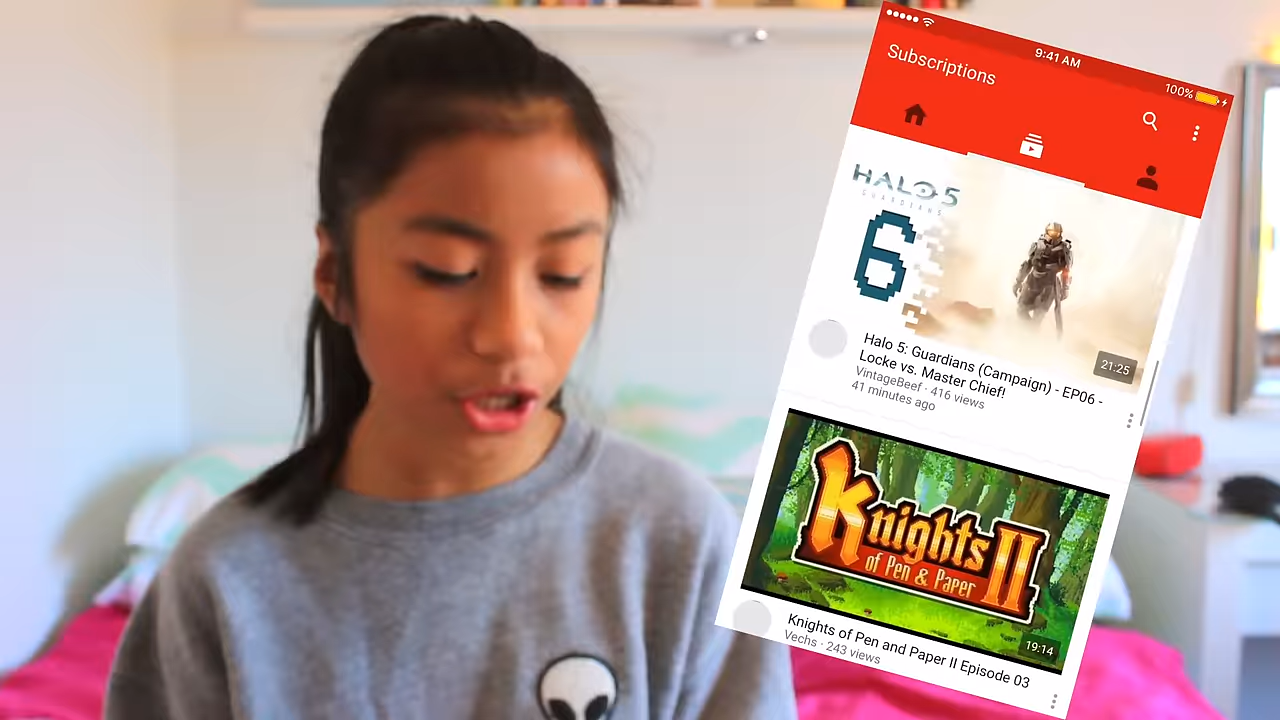 9:41 AM
100%
Subscriptions
HALO 5
GUARDIANS
6
21:25
Halo 5: Guardians (Campaign) - EP06 -
Locke vs. Master Chief!
VintageBeef · 416 views
41 minutes ago
Knights II
of Pen & Paper
19:14
Knights of Pen and Paper II Episode 03
Vechs · 243 views